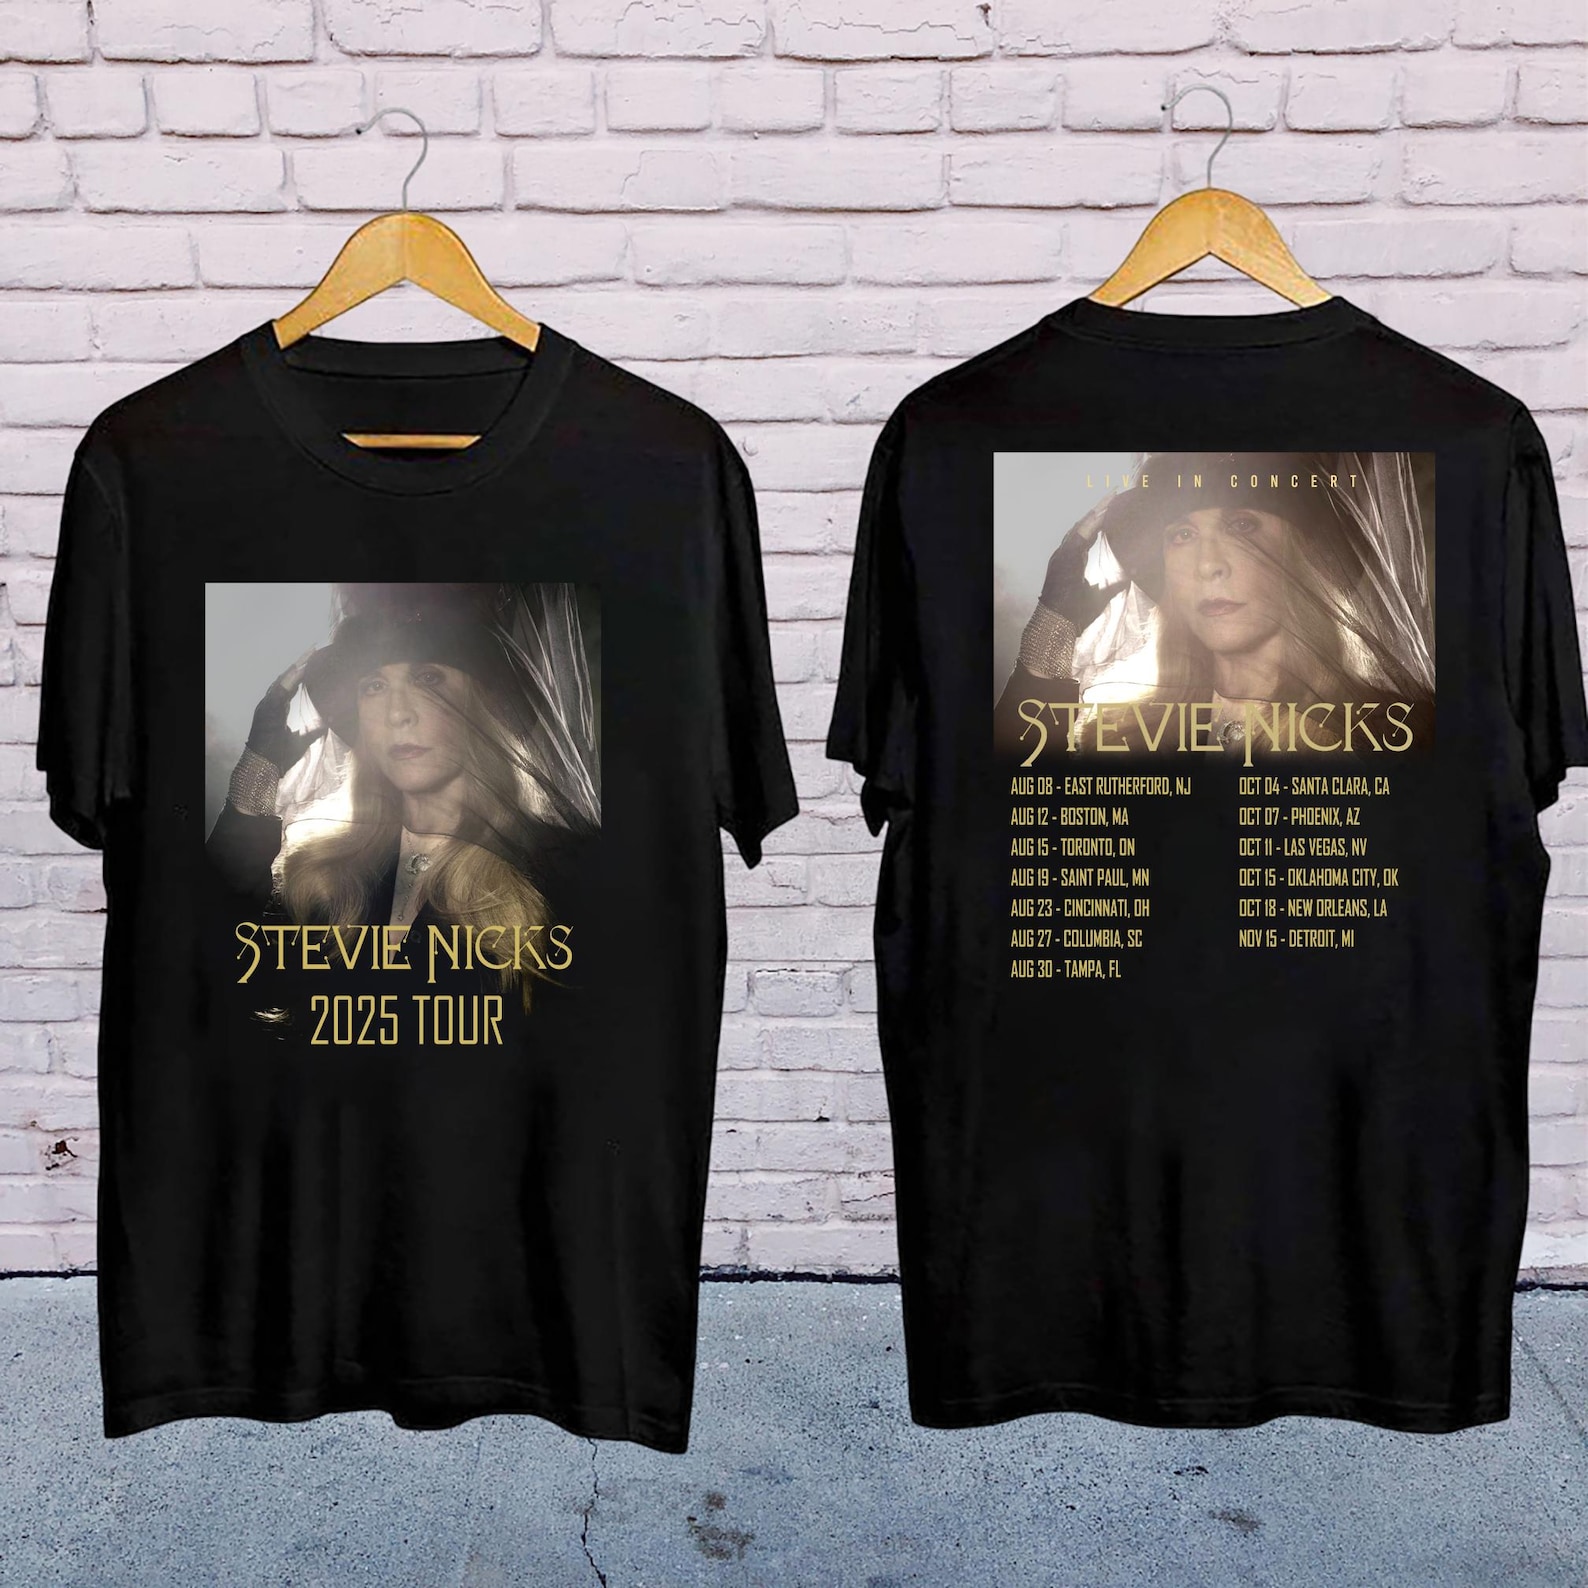 STEVIE NICKS
2025 TOUR
LIVE IN CONCERT
STEVIE NICKS
AUG 08 - EAST RUTHERFORD, NJ
AUG 12 - BOSTON, MA
AUG 15 - TORONTO, ON
AUG 19 - SAINT PAUL, MN
AUG 23 - CINCINNATI, OH
AUG 27 - COLUMBIA, SC
AUG 30 - TAMPA, FL
OCT 04 - SANTA CLARA, CA
OCT 07 - PHOENIX, AZ
OCT 11 - LAS VEGAS, NV
OCT 15 - OKLAHOMA CITY, OK
OCT 18 - NEW ORLEANS, LA
NOV 15 - DETROIT, MI